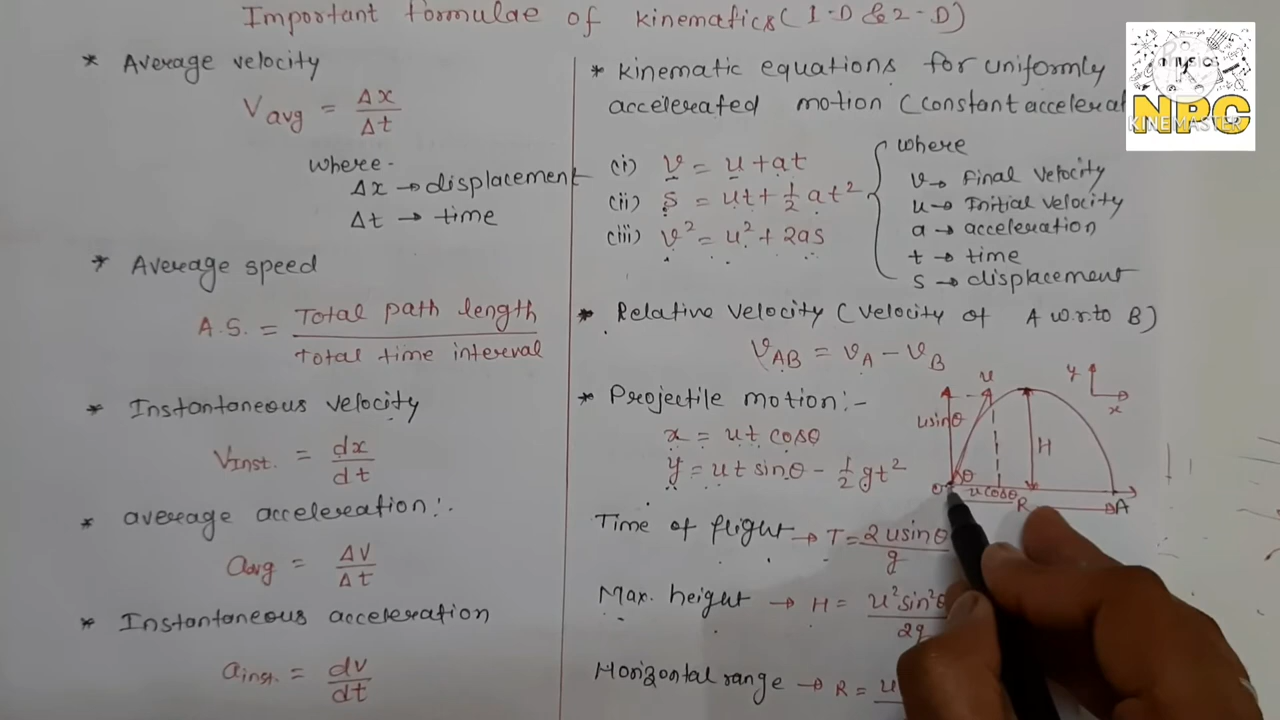 Important formulae of kinematics (1-D & 2-D)
* Average velocity
Vavg = Δx/Δt
where -
Δx → displacement
Δt → time
* Average speed
A.S. = Total path length / Total time interval
* Instantaneous velocity
VInst. = dx/dt
* average acceleration :-
aavg = ΔV/Δt
* Instantaneous acceleration
ainst. = dv/dt
* kinematic equations for uniformly
accelerated motion (constant accelerat
(i) v = u + at
(ii) s = ut + 1/2 at²
(iii) v² = u² + 2as
where
v → Final velocity
u → Initial velocity
a → acceleration
t → time
s → displacement
* Relative velocity (velocity of A w.r.to B)
vAB = vA − vB
* Projectile motion :-
x = ut cosθ
y = ut sinθ − 1/2 gt²
Time of flight → T = 2usinθ/g
Max. height → H = u²sin²θ/2g
Horizontal range → R = u
y
x
u
usinθ
H
θ
O
ucosθ
R
A
physics
NPC
KINEMASTER